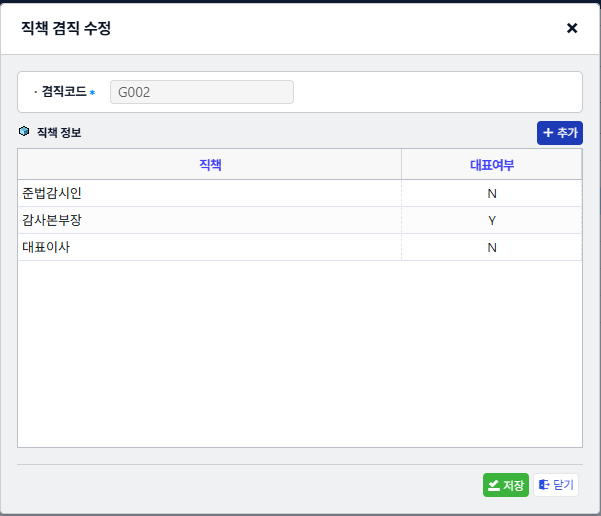 직책 겸직 수정
· 겸직코드 *
G002
직책 정보
+ 추가
직책 대표여부
준법감시인 N
감사본부장 Y
대표이사 N
저장 닫기